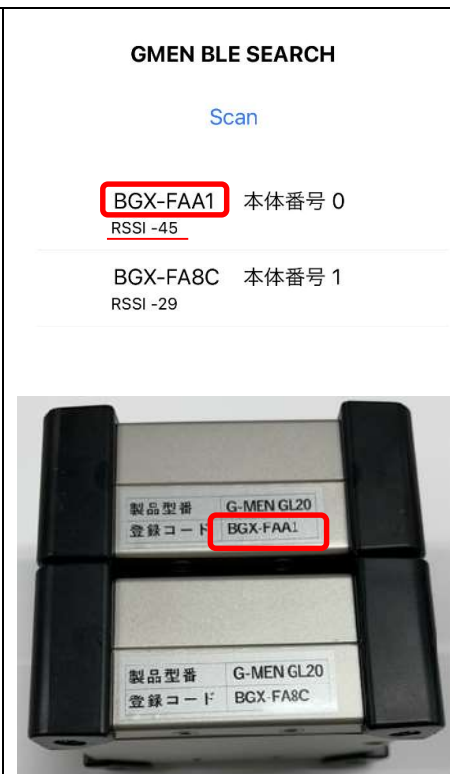 GMEN BLE SEARCH
Scan
BGX-FAA1 本体番号 0
RSSI -45
BGX-FA8C 本体番号 1
RSSI -29
製品型番 G-MEN GL20
登録コード BGX-FAA1
製品型番 G-MEN GL20
登録コード BGX-FA8C